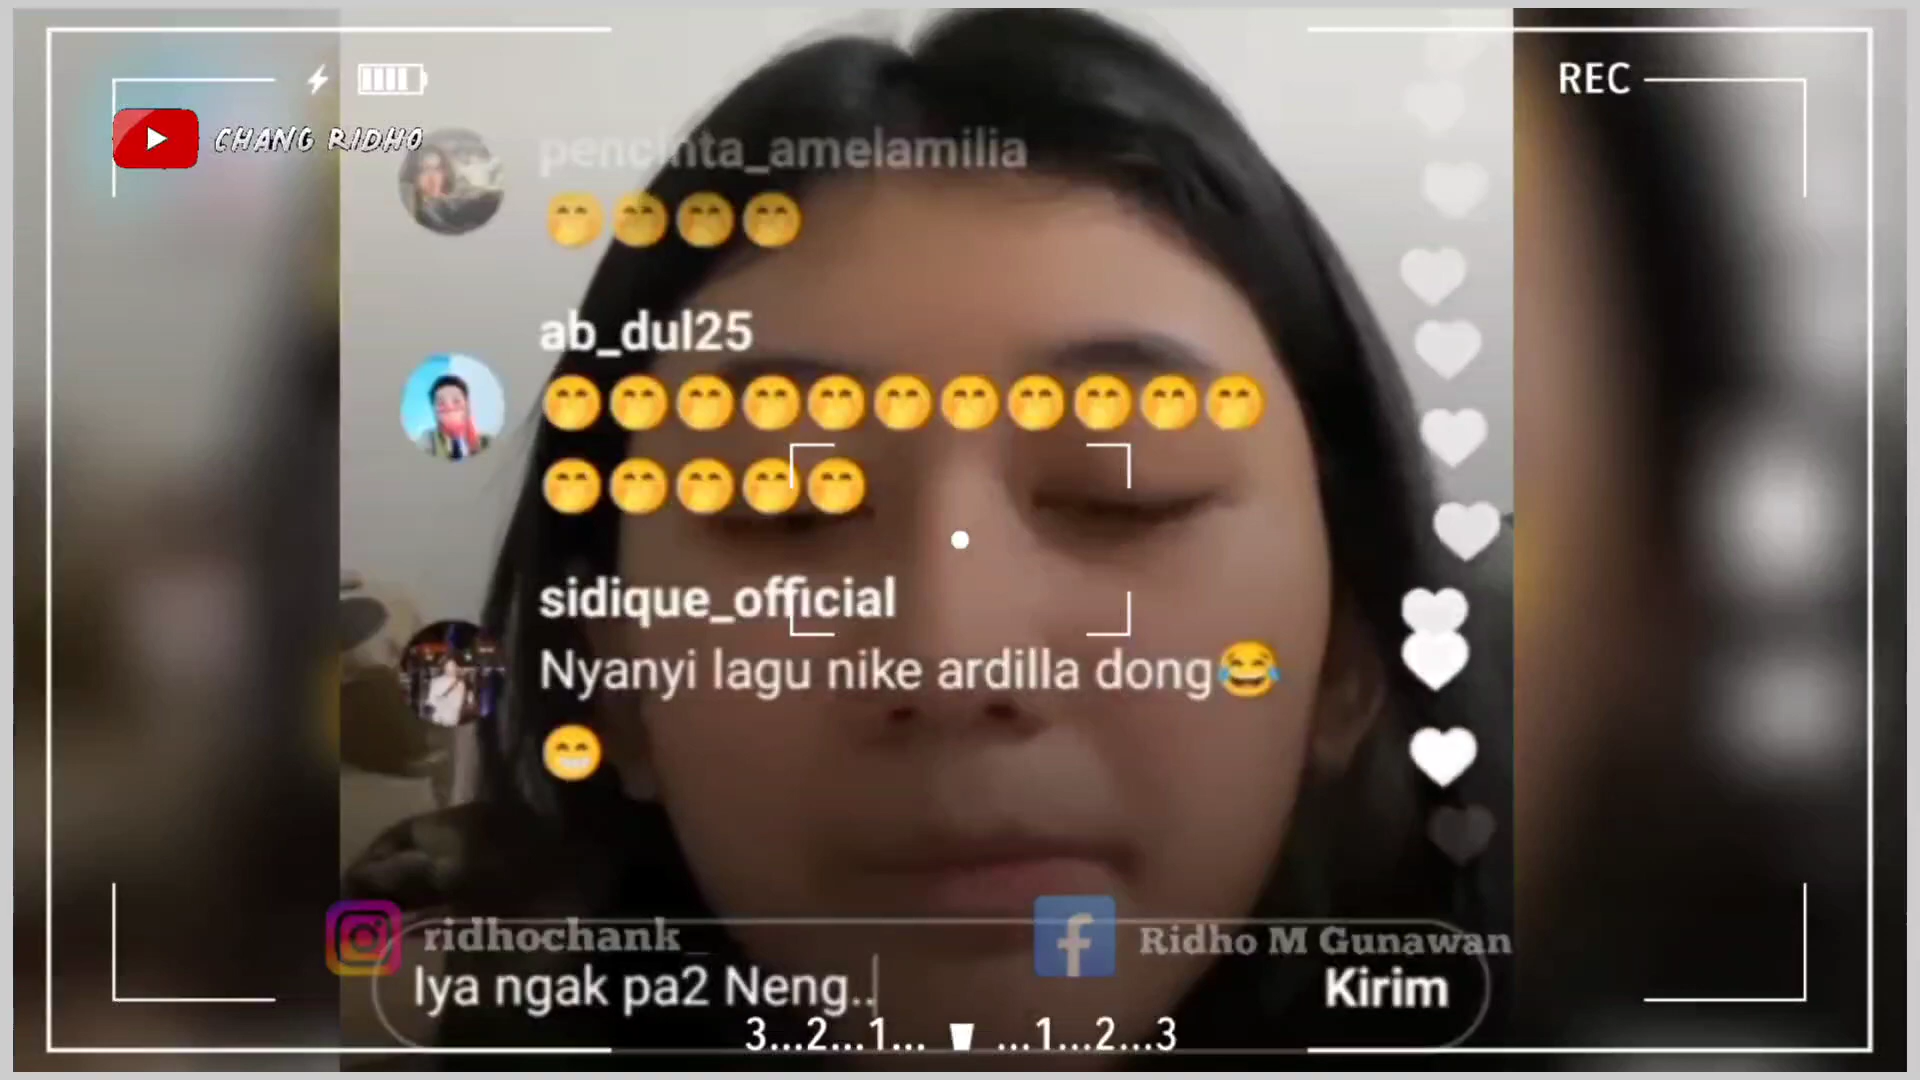 REC
CHANG RIDHO
pencinta_amelamilia
🤭🤭🤭🤭
ab_dul25
🤭🤭🤭🤭🤭🤭🤭🤭🤭🤭🤭
🤭🤭🤭🤭🤭
sidique_official
Nyanyi lagu nike ardilla dong😂
😁
ridhochank_
Ridho M Gunawan
Iya ngak pa2 Neng..
Kirim
3...2...1... ...1...2...3